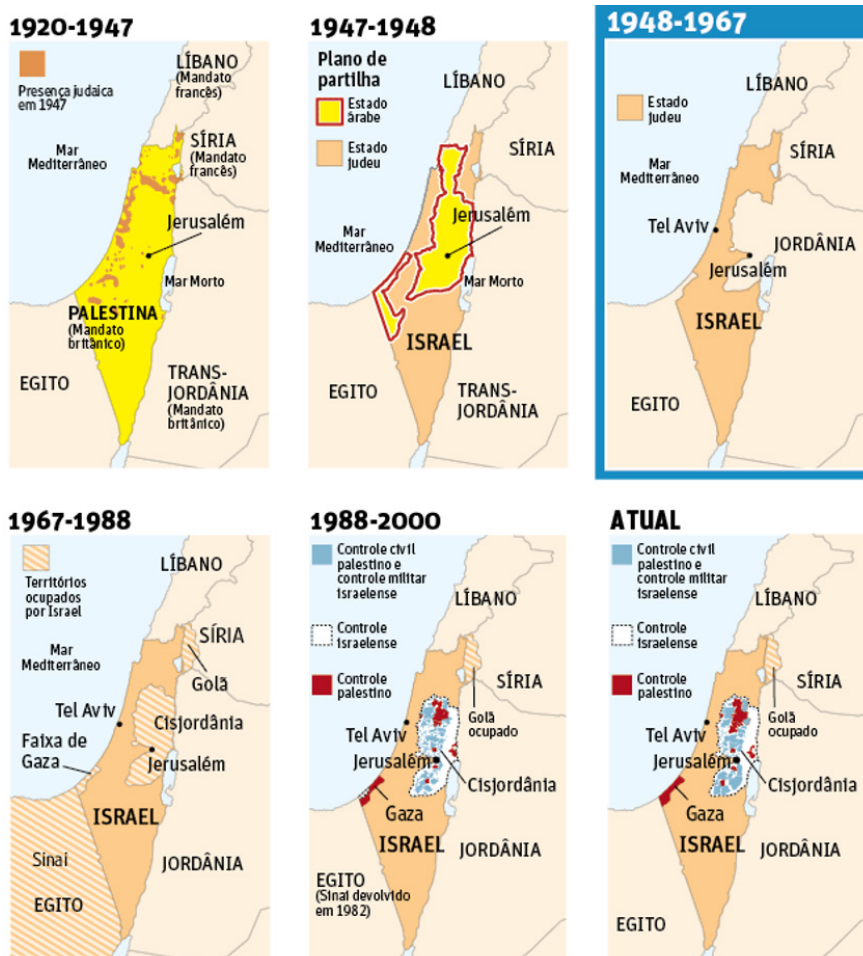 1920-1947
Presença judaica
em 1947
LÍBANO
(Mandato
francês)
SÍRIA
(Mandato
francês)
Mar
Mediterrâneo
Jerusalém
Mar Morto
PALESTINA
(Mandato
britânico)
EGITO
TRANS-
JORDÂNIA
(Mandato
britânico)
1947-1948
Plano de
partilha
Estado
árabe
Estado
judeu
LÍBANO
SÍRIA
Jerusalém
Mar
Mediterrâneo
Mar Morto
ISRAEL
EGITO
TRANS-
JORDÂNIA
1948-1967
LÍBANO
Estado
judeu
SÍRIA
Mar
Mediterrâneo
Tel Aviv
JORDÂNIA
Jerusalém
ISRAEL
EGITO
1967-1988
Territórios
ocupados
por Israel
LÍBANO
Mar
Mediterrâneo
SÍRIA
Golã
Tel Aviv
Cisjordânia
Faixa de
Gaza
Jerusalém
ISRAEL
Sinai
JORDÂNIA
EGITO
1988-2000
Controle civil
palestino e
controle militar
israelense
LÍBANO
Controle
israelense
SÍRIA
Controle
palestino
Golã
ocupado
Tel Aviv
Jerusalém
Cisjordânia
Gaza
ISRAEL
JORDÂNIA
EGITO
(Sinai devolvido
em 1982)
ATUAL
Controle civil
palestino e
controle militar
israelense
LÍBANO
Controle
israelense
SÍRIA
Controle
palestino
Golã
ocupado
Tel Aviv
Jerusalém
Cisjordânia
Gaza
ISRAEL
JORDÂNIA
EGITO